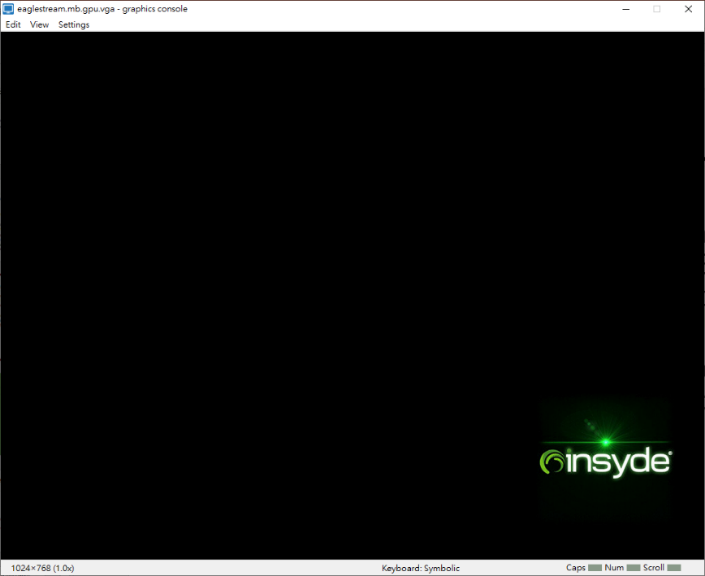 eaglestream.mb.gpu.vga - graphics console
Edit View Settings
insyde®
1024×768 (1.0x) Keyboard: Symbolic Caps Num Scroll